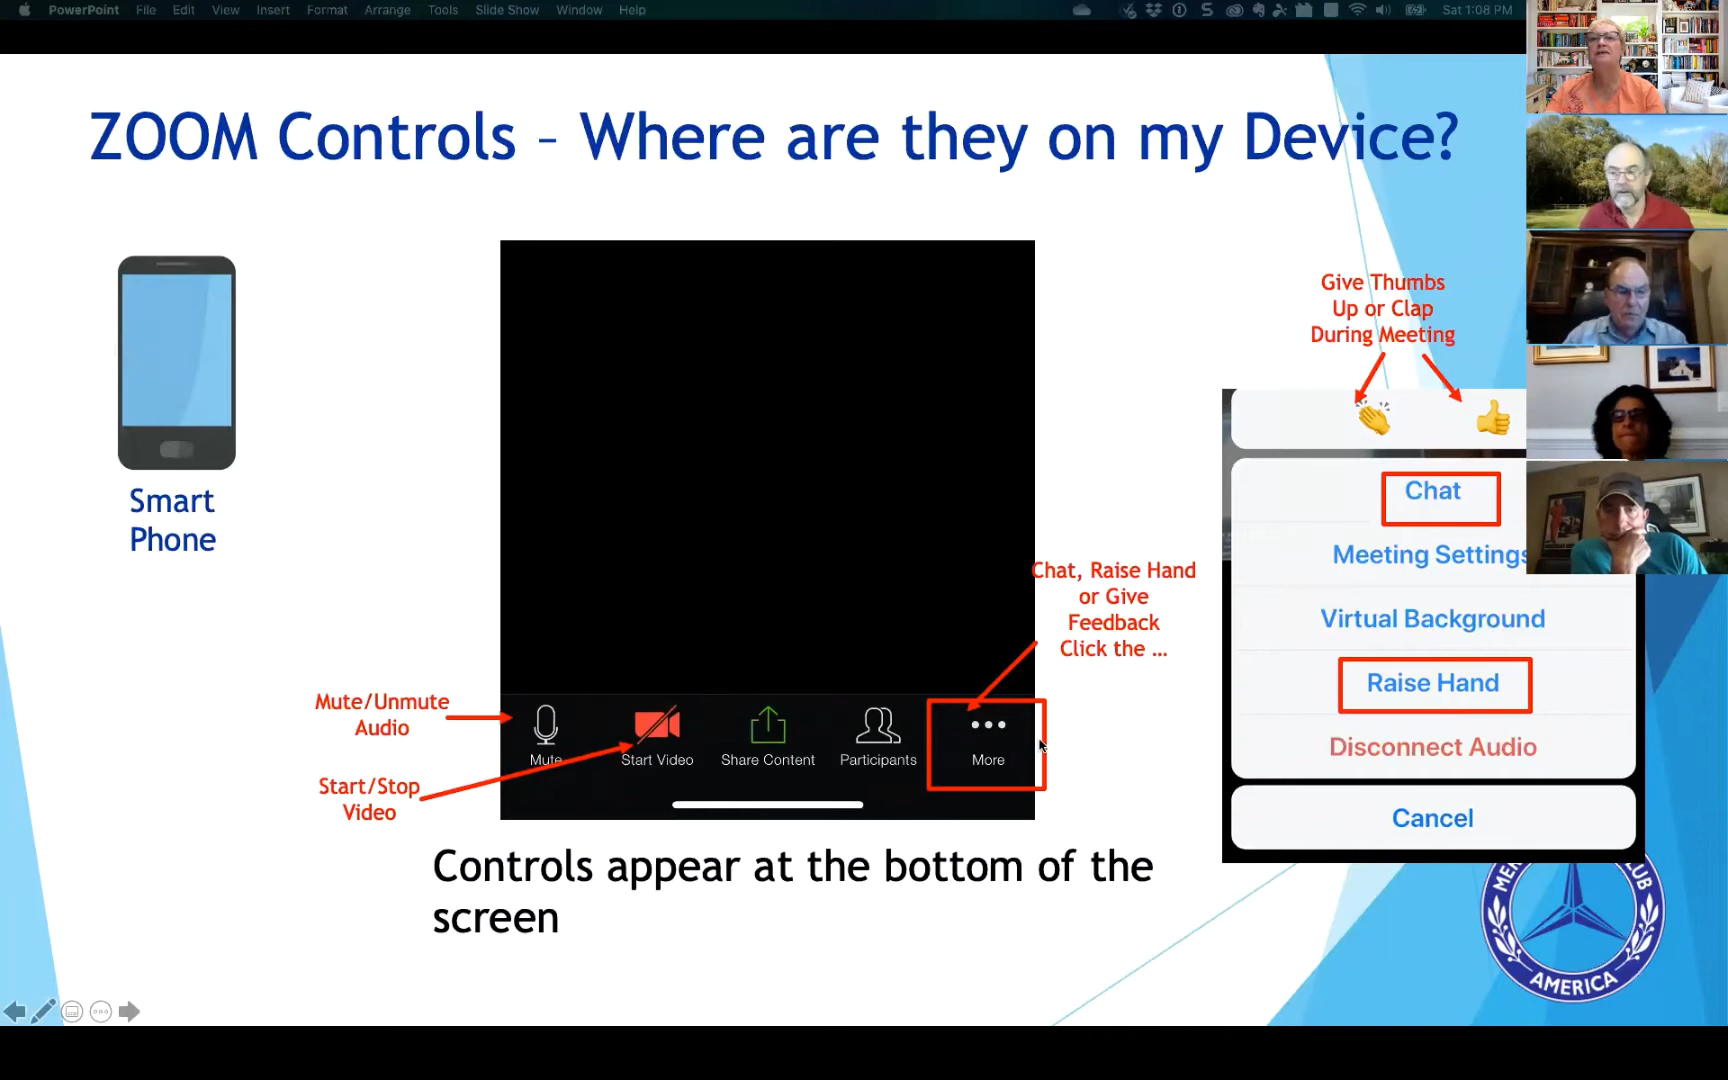 PowerPoint File Edit View Insert Format Arrange Tools Slide Show Window Help Sat 1:08 PM
ZOOM Controls – Where are they on my Device?
Smart
Phone
Give Thumbs
Up or Clap
During Meeting
Chat, Raise Hand
or Give
Feedback
Click the ...
Mute/Unmute
Audio
Start/Stop
Video
Mute
Start Video
Share Content
Participants
More
Chat
Meeting Settings
Virtual Background
Raise Hand
Disconnect Audio
Cancel
Controls appear at the bottom of the
screen
AMERICA